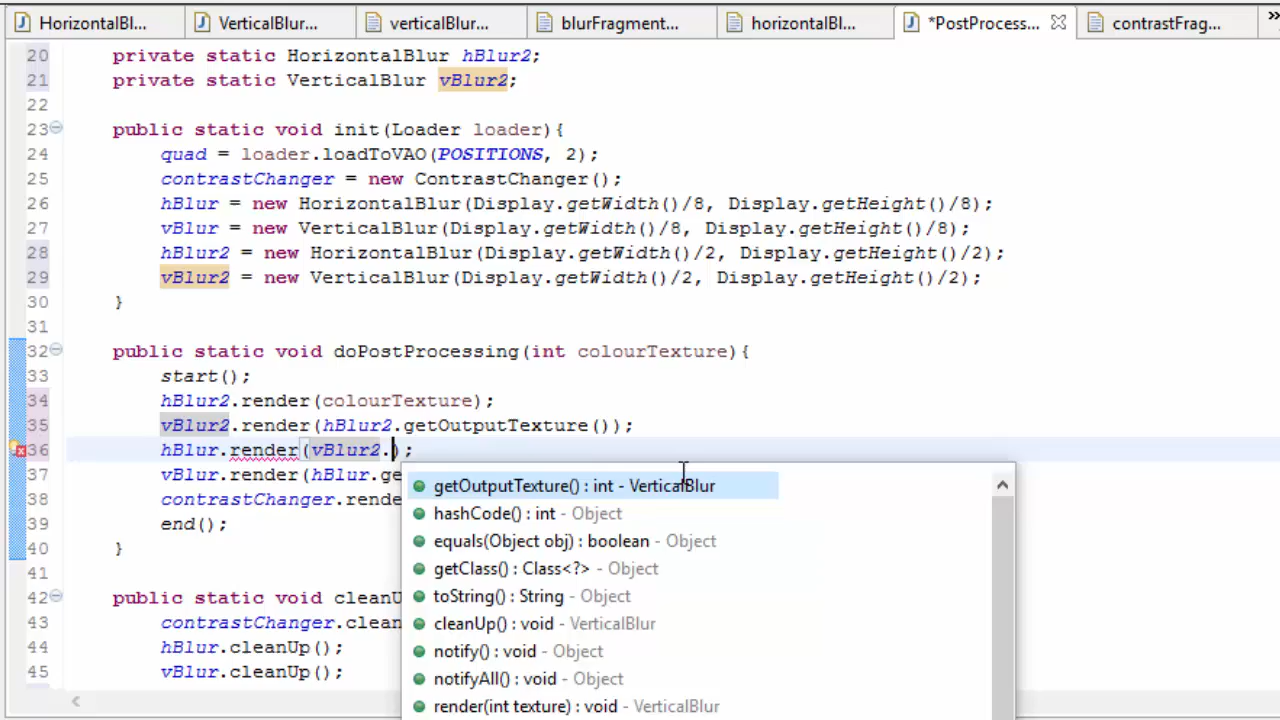 HorizontalBl... VerticalBlur... verticalBlur... blurFragment... horizontalBl... *PostProcess... contrastFrag... »
20 private static HorizontalBlur hBlur2;
21 private static VerticalBlur vBlur2;
22
23 public static void init(Loader loader){
24 quad = loader.loadToVAO(POSITIONS, 2);
25 contrastChanger = new ContrastChanger();
26 hBlur = new HorizontalBlur(Display.getWidth()/8, Display.getHeight()/8);
27 vBlur = new VerticalBlur(Display.getWidth()/8, Display.getHeight()/8);
28 hBlur2 = new HorizontalBlur(Display.getWidth()/2, Display.getHeight()/2);
29 vBlur2 = new VerticalBlur(Display.getWidth()/2, Display.getHeight()/2);
30 }
31
32 public static void doPostProcessing(int colourTexture){
33 start();
34 hBlur2.render(colourTexture);
35 vBlur2.render(hBlur2.getOutputTexture());
36 hBlur.render(vBlur2.);
37 vBlur.render(hBlur.ge
38 contrastChanger.rende
39 end();
40 }
41
42 public static void cleanU
43 contrastChanger.clean
44 hBlur.cleanUp();
45 vBlur.cleanUp();
getOutputTexture() : int - VerticalBlur
hashCode() : int - Object
equals(Object obj) : boolean - Object
getClass() : Class<?> - Object
toString() : String - Object
cleanUp() : void - VerticalBlur
notify() : void - Object
notifyAll() : void - Object
render(int texture) : void - VerticalBlur